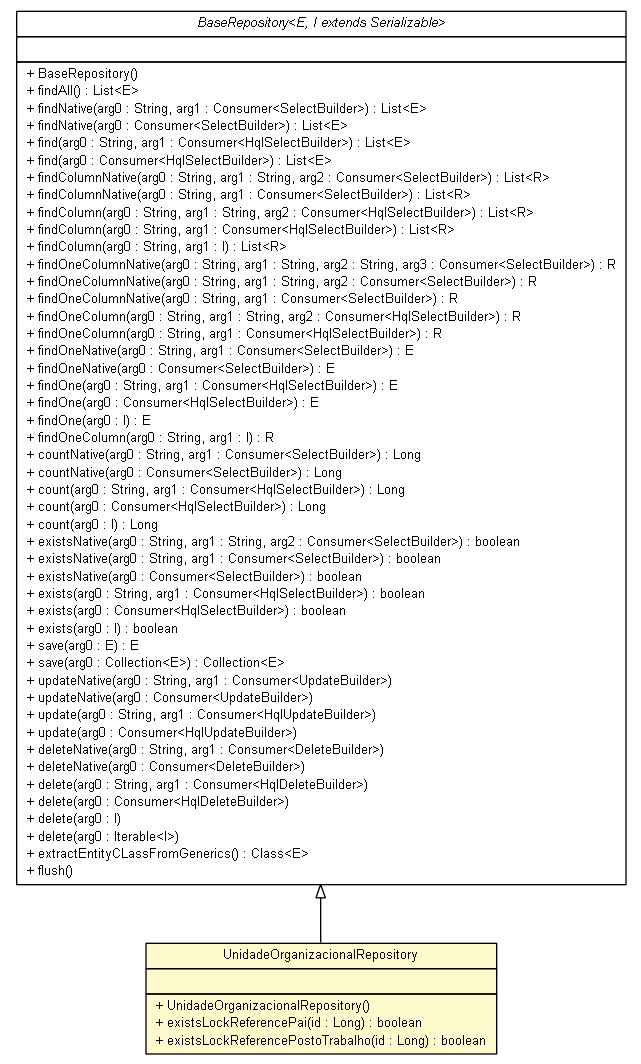 BaseRepository<E, I extends Serializable>
+ BaseRepository()
+ findAll() : List<E>
+ findNative(arg0 : String, arg1 : Consumer<SelectBuilder>) : List<E>
+ findNative(arg0 : Consumer<SelectBuilder>) : List<E>
+ find(arg0 : String, arg1 : Consumer<HqlSelectBuilder>) : List<E>
+ find(arg0 : Consumer<HqlSelectBuilder>) : List<E>
+ findColumnNative(arg0 : String, arg1 : String, arg2 : Consumer<SelectBuilder>) : List<R>
+ findColumnNative(arg0 : String, arg1 : Consumer<SelectBuilder>) : List<R>
+ findColumn(arg0 : String, arg1 : String, arg2 : Consumer<HqlSelectBuilder>) : List<R>
+ findColumn(arg0 : String, arg1 : Consumer<HqlSelectBuilder>) : List<R>
+ findColumn(arg0 : String, arg1 : I) : List<R>
+ findOneColumnNative(arg0 : String, arg1 : String, arg2 : String, arg3 : Consumer<SelectBuilder>) : R
+ findOneColumnNative(arg0 : String, arg1 : String, arg2 : Consumer<SelectBuilder>) : R
+ findOneColumnNative(arg0 : String, arg1 : Consumer<SelectBuilder>) : R
+ findOneColumn(arg0 : String, arg1 : String, arg2 : Consumer<HqlSelectBuilder>) : R
+ findOneColumn(arg0 : String, arg1 : Consumer<HqlSelectBuilder>) : R
+ findOneNative(arg0 : String, arg1 : Consumer<SelectBuilder>) : E
+ findOneNative(arg0 : Consumer<SelectBuilder>) : E
+ findOne(arg0 : String, arg1 : Consumer<HqlSelectBuilder>) : E
+ findOne(arg0 : Consumer<HqlSelectBuilder>) : E
+ findOne(arg0 : I) : E
+ findOneColumn(arg0 : String, arg1 : I) : R
+ countNative(arg0 : String, arg1 : Consumer<SelectBuilder>) : Long
+ countNative(arg0 : Consumer<SelectBuilder>) : Long
+ count(arg0 : String, arg1 : Consumer<HqlSelectBuilder>) : Long
+ count(arg0 : Consumer<HqlSelectBuilder>) : Long
+ count(arg0 : I) : Long
+ existsNative(arg0 : String, arg1 : String, arg2 : Consumer<SelectBuilder>) : boolean
+ existsNative(arg0 : String, arg1 : Consumer<SelectBuilder>) : boolean
+ existsNative(arg0 : Consumer<SelectBuilder>) : boolean
+ exists(arg0 : String, arg1 : Consumer<HqlSelectBuilder>) : boolean
+ exists(arg0 : Consumer<HqlSelectBuilder>) : boolean
+ exists(arg0 : I) : boolean
+ save(arg0 : E) : E
+ save(arg0 : Collection<E>) : Collection<E>
+ updateNative(arg0 : String, arg1 : Consumer<UpdateBuilder>)
+ updateNative(arg0 : Consumer<UpdateBuilder>)
+ update(arg0 : String, arg1 : Consumer<HqlUpdateBuilder>)
+ update(arg0 : Consumer<HqlUpdateBuilder>)
+ deleteNative(arg0 : String, arg1 : Consumer<DeleteBuilder>)
+ deleteNative(arg0 : Consumer<DeleteBuilder>)
+ delete(arg0 : String, arg1 : Consumer<HqlDeleteBuilder>)
+ delete(arg0 : Consumer<HqlDeleteBuilder>)
+ delete(arg0 : I)
+ delete(arg0 : Iterable<I>)
+ extractEntityCLassFromGenerics() : Class<E>
+ flush()
UnidadeOrganizacionalRepository
+ UnidadeOrganizacionalRepository()
+ existsLockReferencePai(id : Long) : boolean
+ existsLockReferencePostoTrabalho(id : Long) : boolean